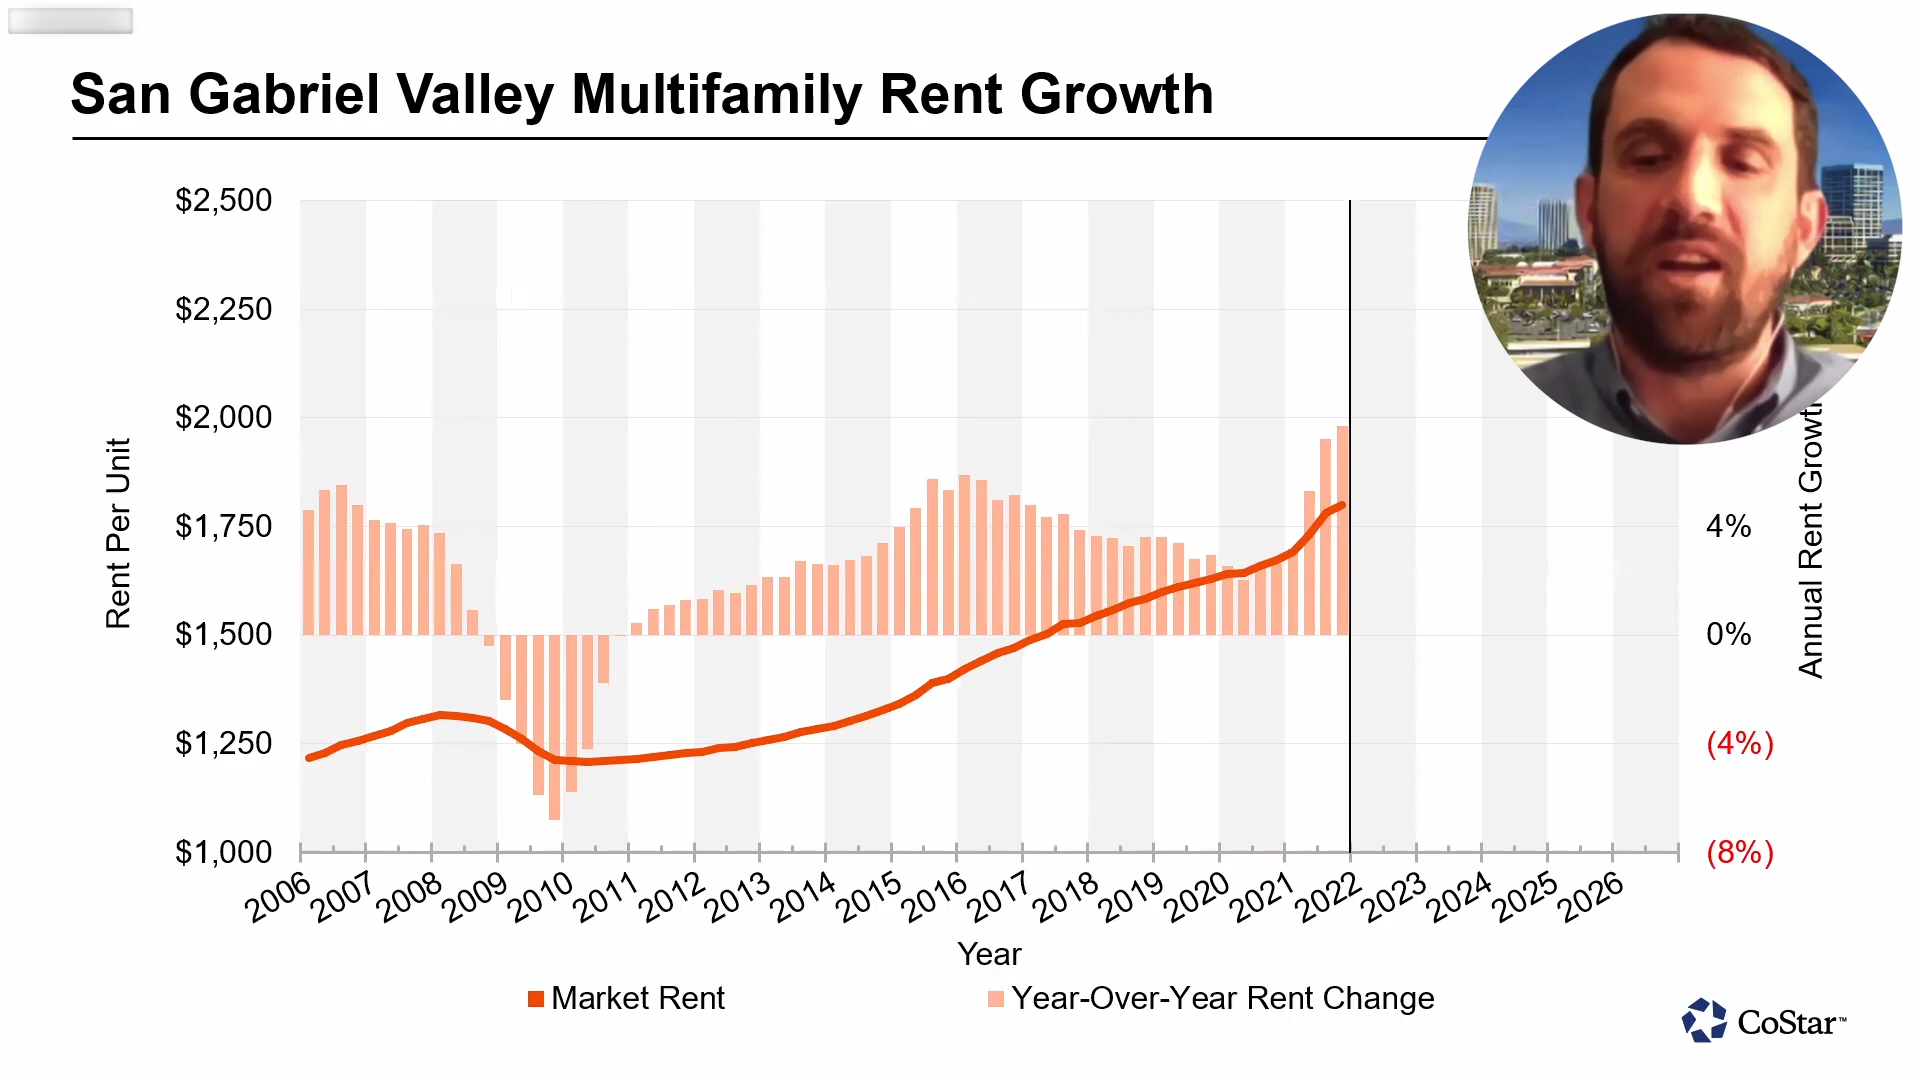 San Gabriel Valley Multifamily Rent Growth
$2,500
$2,250
$2,000
$1,750
$1,500
$1,250
$1,000
Rent Per Unit
4%
0%
(4%)
(8%)
Annual Rent Growth
2006 2007 2008 2009 2010 2011 2012 2013 2014 2015 2016 2017 2018 2019 2020 2021 2022 2023 2024 2025 2026
Year
Market Rent
Year-Over-Year Rent Change
CoStar™